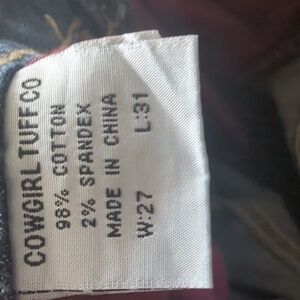 COWGIRL TUFF CO
98% COTTON
2% SPANDEX
MADE IN CHINA
W:27 L:31